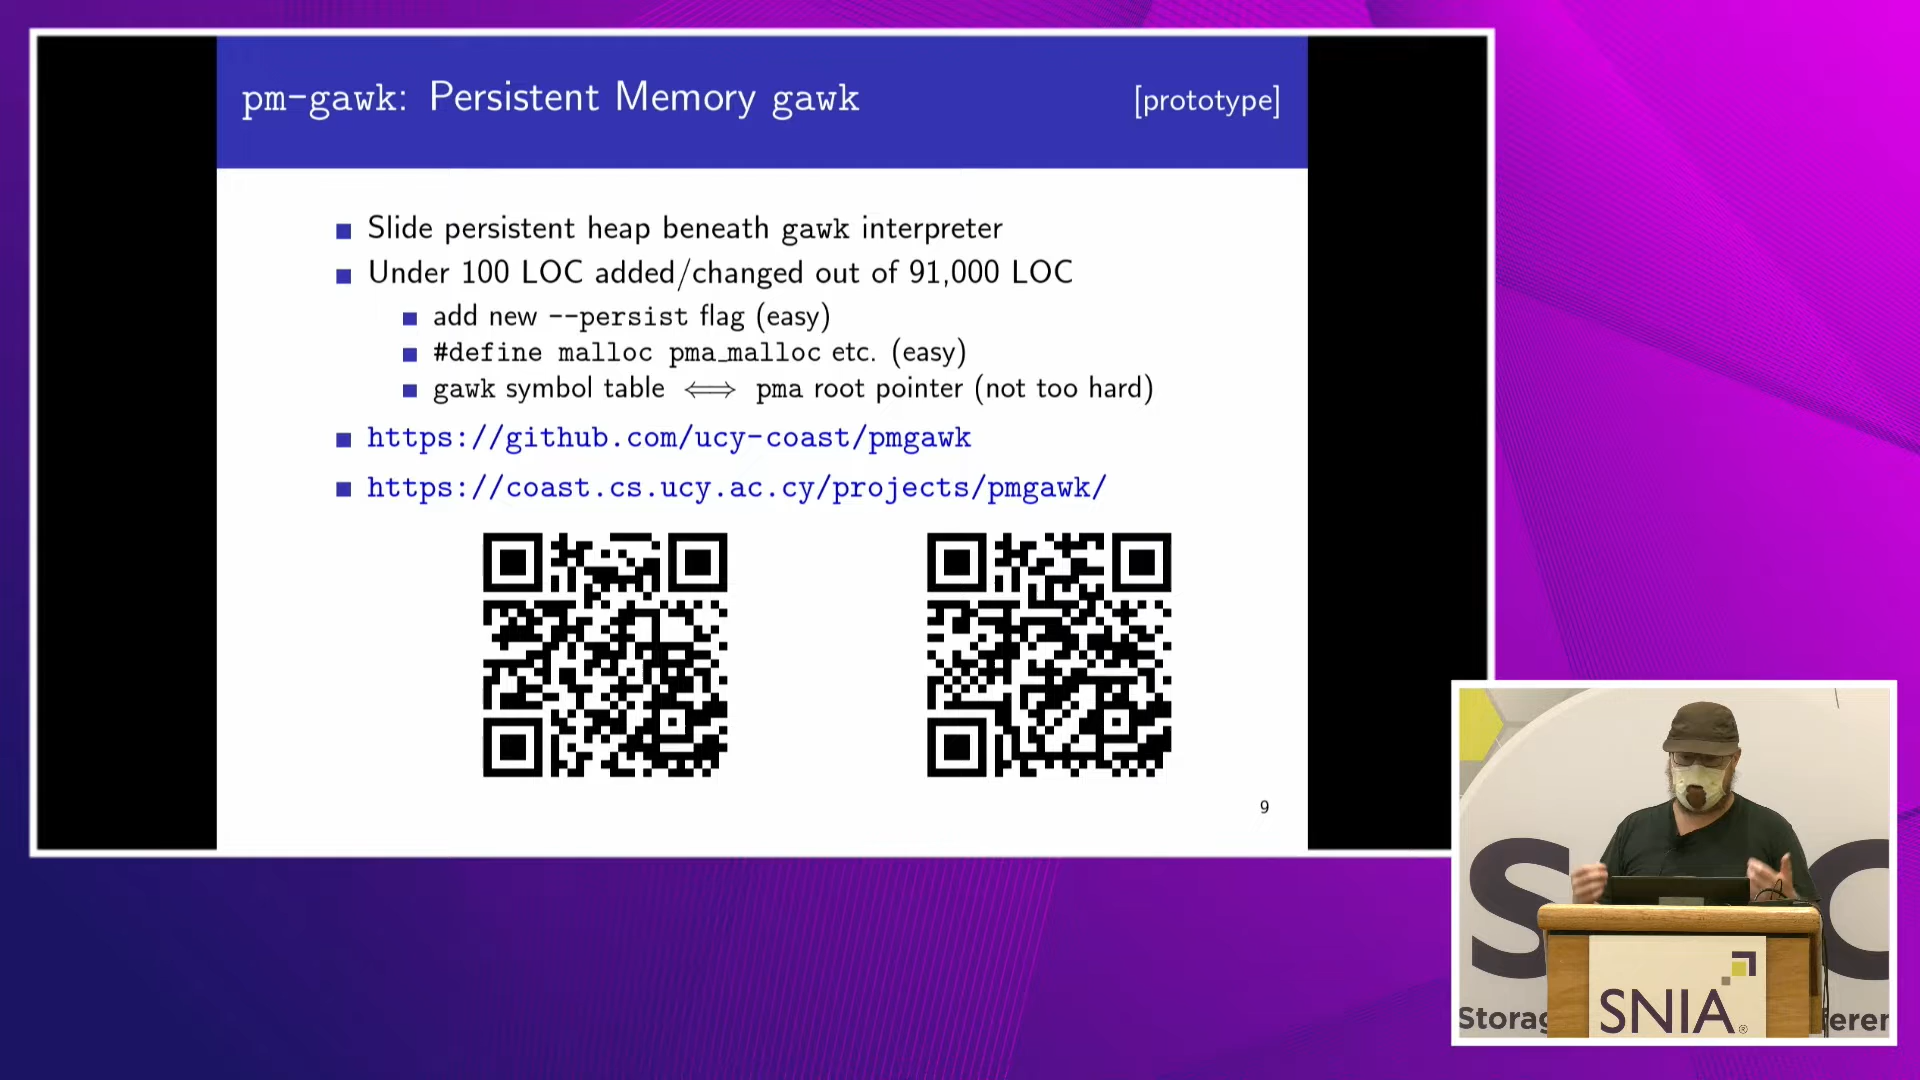 pm-gawk: Persistent Memory gawk [prototype]
Slide persistent heap beneath gawk interpreter
Under 100 LOC added/changed out of 91,000 LOC
add new --persist flag (easy)
#define malloc pma_malloc etc. (easy)
gawk symbol table ⟺ pma root pointer (not too hard)
https://github.com/ucy-coast/pmgawk
https://coast.cs.ucy.ac.cy/projects/pmgawk/
9
S C
SNIA®